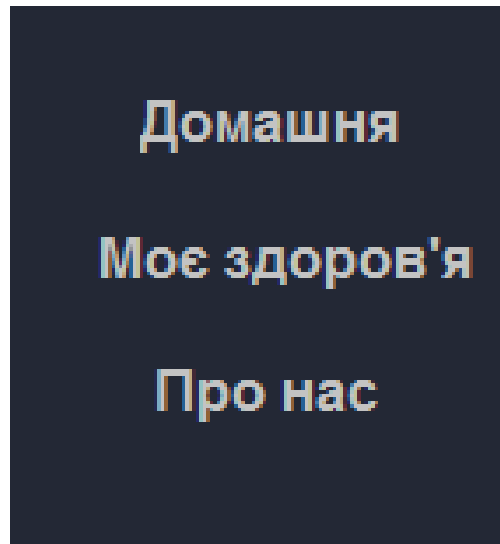 Домашня
Моє здоров'я
Про нас